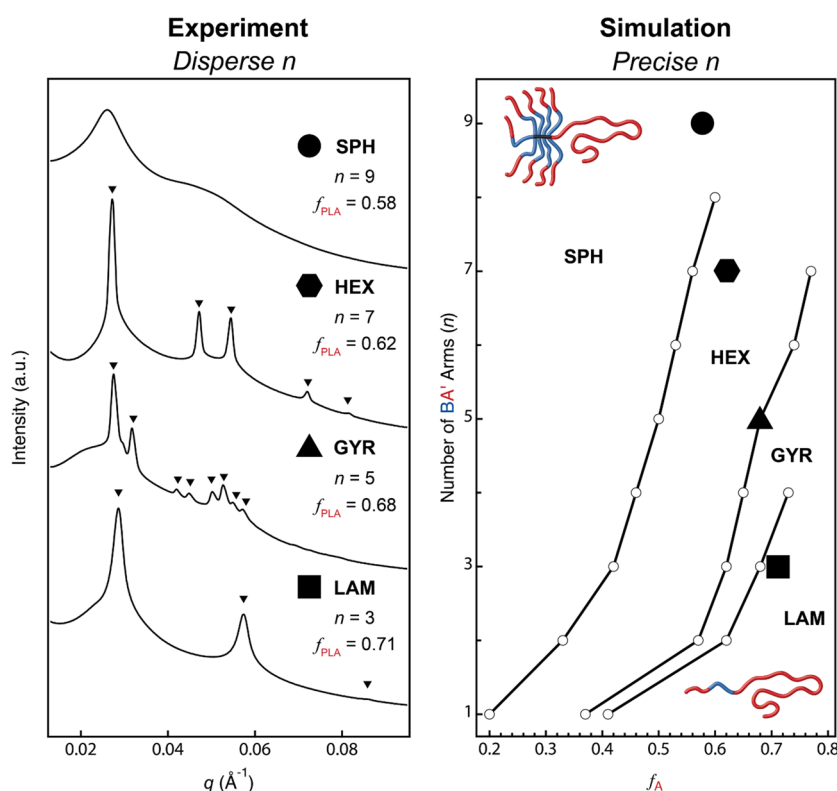 Experiment
Disperse n
SPH
n = 9
fPLA = 0.58
HEX
n = 7
fPLA = 0.62
GYR
n = 5
fPLA = 0.68
LAM
n = 3
fPLA = 0.71
Intensity (a.u.)
0.02 0.04 0.06 0.08
q (Å-1)
Simulation
Precise n
9
7
5
3
1
Number of BA' Arms (n)
SPH
HEX
GYR
LAM
0.2 0.3 0.4 0.5 0.6 0.7 0.8
fA